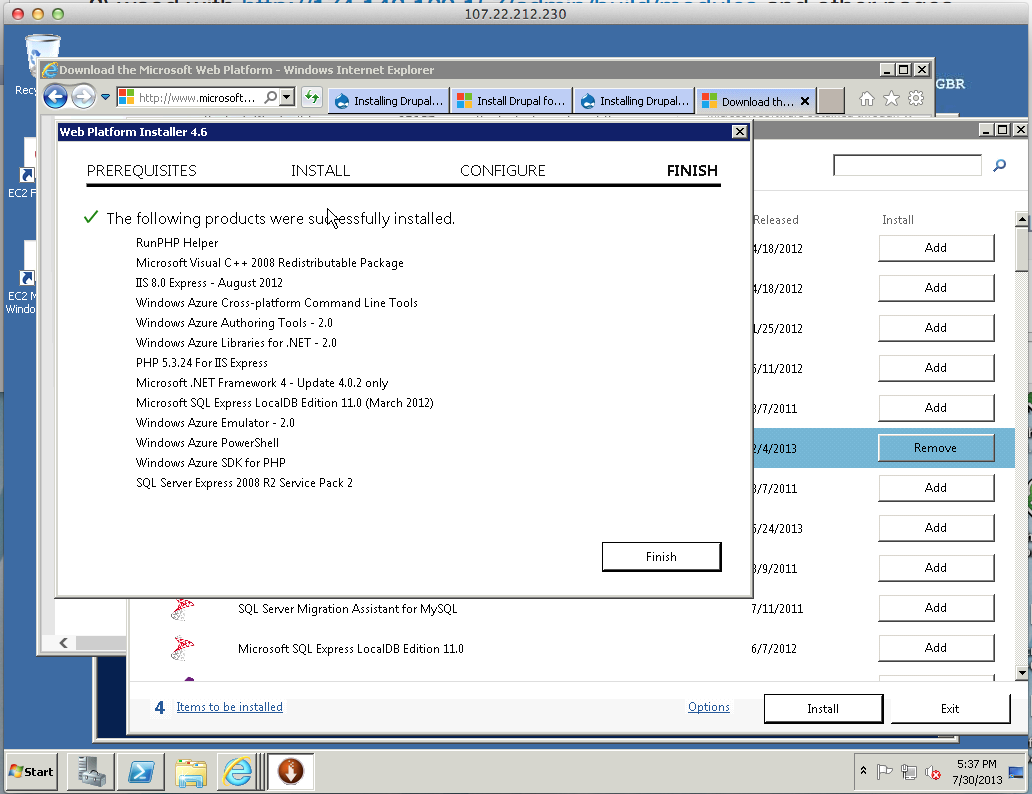 107.22.212.230
Download the Microsoft Web Platform - Windows Internet Explorer
GBR
http://www.microsoft...
Installing Drupal...
Install Drupal fo...
Installing Drupal...
Download th...
Web Platform Installer 4.6
PREREQUISITES INSTALL CONFIGURE FINISH
The following products were successfully installed.
RunPHP Helper
Microsoft Visual C++ 2008 Redistributable Package
IIS 8.0 Express - August 2012
Windows Azure Cross-platform Command Line Tools
Windows Azure Authoring Tools - 2.0
Windows Azure Libraries for .NET - 2.0
PHP 5.3.24 For IIS Express
Microsoft .NET Framework 4 - Update 4.0.2 only
Microsoft SQL Express LocalDB Edition 11.0 (March 2012)
Windows Azure Emulator - 2.0
Windows Azure PowerShell
Windows Azure SDK for PHP
SQL Server Express 2008 R2 Service Pack 2
Finish
Released Install
4/18/2012 Add
4/18/2012 Add
1/25/2012 Add
5/11/2012 Add
3/7/2011 Add
2/4/2013 Remove
3/7/2011 Add
5/24/2013 Add
3/9/2011 Add
SQL Server Migration Assistant for MySQL 7/11/2011 Add
Microsoft SQL Express LocalDB Edition 11.0 6/7/2012 Add
4 Items to be installed Options Install Exit
Recy
EC2 F
EC2 M
Windo
Start
5:37 PM
7/30/2013